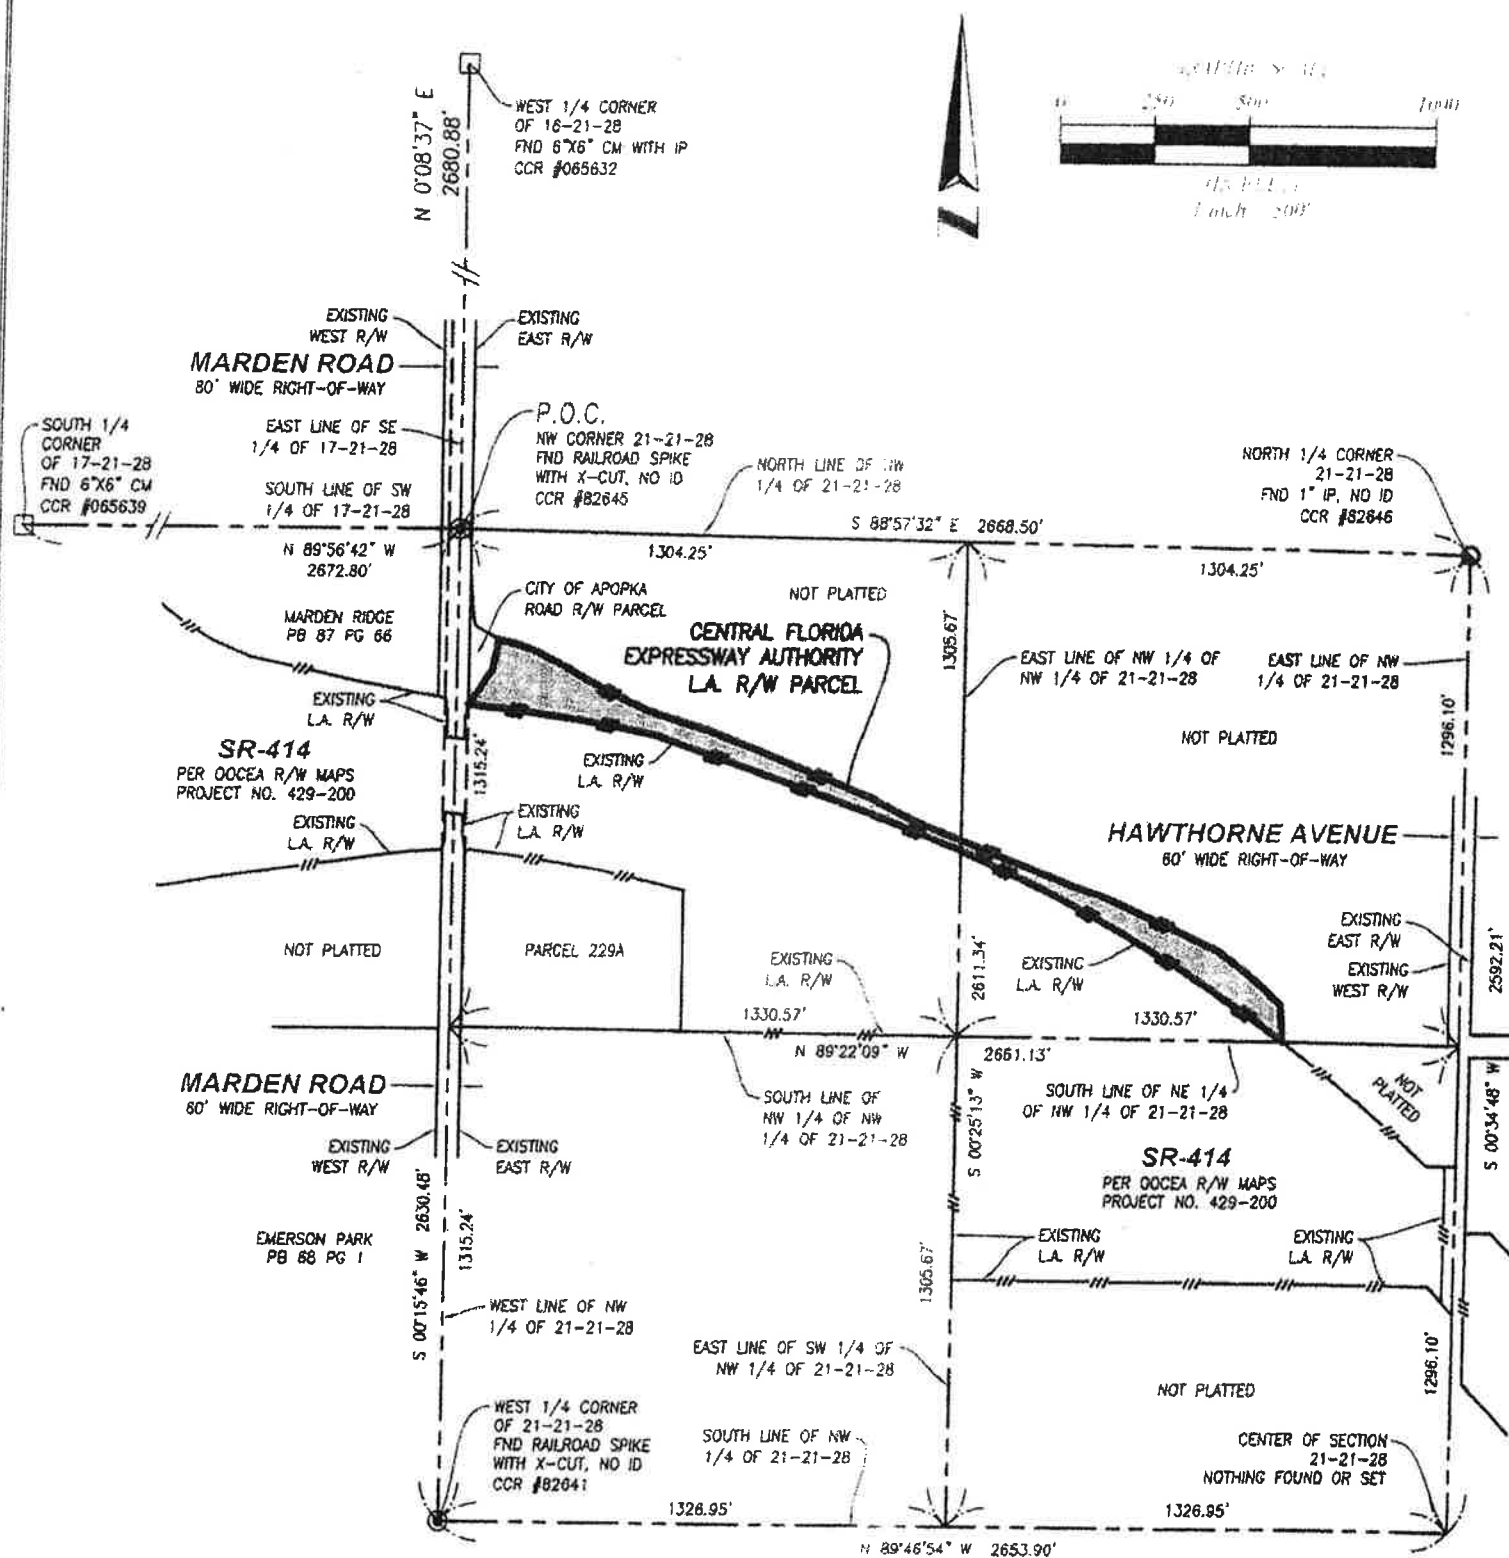 0 250 500 1000
WEST 1/4 CORNER
OF 16-21-28
FND 6"X6" CM WITH IP
CCR #065632
N 0°08'37" E
2680.88'
EXISTING
WEST R/W
EXISTING
EAST R/W
MARDEN ROAD
80' WIDE RIGHT-OF-WAY
SOUTH 1/4
CORNER
OF 17-21-28
FND 6"X6" CM
CCR #065639
EAST LINE OF SE
1/4 OF 17-21-28
SOUTH LINE OF SW
1/4 OF 17-21-28
P.O.C.
NW CORNER 21-21-28
FND RAILROAD SPIKE
WITH X-CUT, NO ID
CCR #82645
NORTH LINE OF NW
1/4 OF 21-21-28
NORTH 1/4 CORNER
21-21-28
FND 1" IP, NO ID
CCR #82646
S 88°57'32" E 2668.50'
N 89°56'42" W
2672.80'
1304.25'
1304.25'
MARDEN RIDGE
PB 87 PG 66
CITY OF APOPKA
ROAD R/W PARCEL
NOT PLATTED
CENTRAL FLORIDA
EXPRESSWAY AUTHORITY
L.A. R/W PARCEL
1305.67'
EAST LINE OF NW 1/4 OF
NW 1/4 OF 21-21-28
EAST LINE OF NW
1/4 OF 21-21-28
EXISTING
L.A. R/W
NOT PLATTED
1296.10'
SR-414
PER OOCEA R/W MAPS
PROJECT NO. 429-200
1315.24'
EXISTING
L.A. R/W
EXISTING
L.A. R/W
EXISTING
L.A. R/W
HAWTHORNE AVENUE
60' WIDE RIGHT-OF-WAY
NOT PLATTED
PARCEL 229A
EXISTING
L.A. R/W
2611.34'
EXISTING
L.A. R/W
EXISTING
EAST R/W
EXISTING
WEST R/W
2592.21'
1330.57'
1330.57'
N 89°22'09" W
2661.13'
MARDEN ROAD
60' WIDE RIGHT-OF-WAY
SOUTH LINE OF
NW 1/4 OF NW
1/4 OF 21-21-28
S 00°25'13" W
SOUTH LINE OF NE 1/4
OF NW 1/4 OF 21-21-28
NOT
PLATTED
S 00°34'48" W
EXISTING
WEST R/W
EXISTING
EAST R/W
SR-414
PER OOCEA R/W MAPS
PROJECT NO. 429-200
S 00°15'46" W 2630.48'
1315.24'
EMERSON PARK
PB 68 PG 1
1305.67'
EXISTING
L.A. R/W
EXISTING
L.A. R/W
WEST LINE OF NW
1/4 OF 21-21-28
EAST LINE OF SW 1/4 OF
NW 1/4 OF 21-21-28
NOT PLATTED
1296.10'
WEST 1/4 CORNER
OF 21-21-28
FND RAILROAD SPIKE
WITH X-CUT, NO ID
CCR #82641
SOUTH LINE OF NW
1/4 OF 21-21-28
CENTER OF SECTION
21-21-28
NOTHING FOUND OR SET
1326.95'
1326.95'
N 89°46'54" W 2653.90'